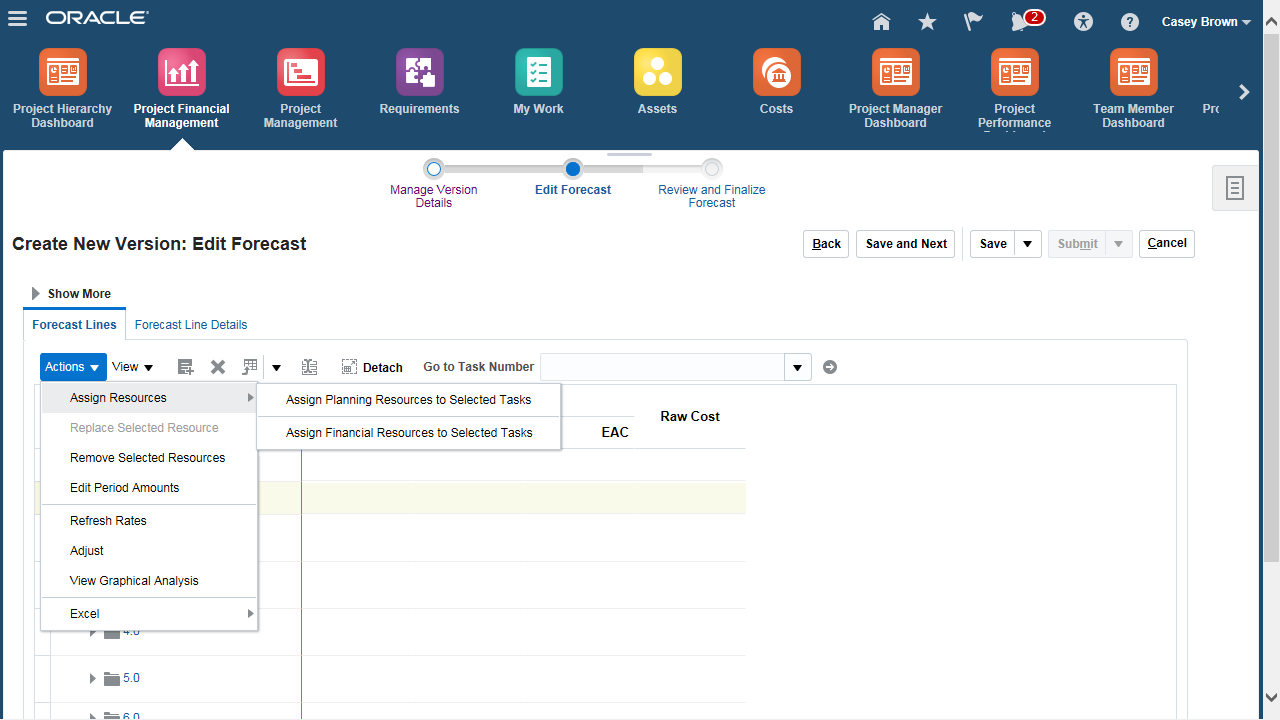 ORACLE
2
Casey Brown
Project Hierarchy
Dashboard
Project Financial
Management
Project
Management
Requirements
My Work
Assets
Costs
Project Manager
Dashboard
Project
Performance
Team Member
Dashboard
Manage Version
Details
Edit Forecast
Review and Finalize
Forecast
Create New Version: Edit Forecast
Back
Save and Next
Save
Submit
Cancel
Show More
Forecast Lines
Forecast Line Details
Actions
View
Detach
Go to Task Number
Assign Resources
Assign Planning Resources to Selected Tasks
Raw Cost
Replace Selected Resource
Assign Financial Resources to Selected Tasks
EAC
Remove Selected Resources
Edit Period Amounts
Refresh Rates
Adjust
View Graphical Analysis
Excel
4.0
5.0
6.0